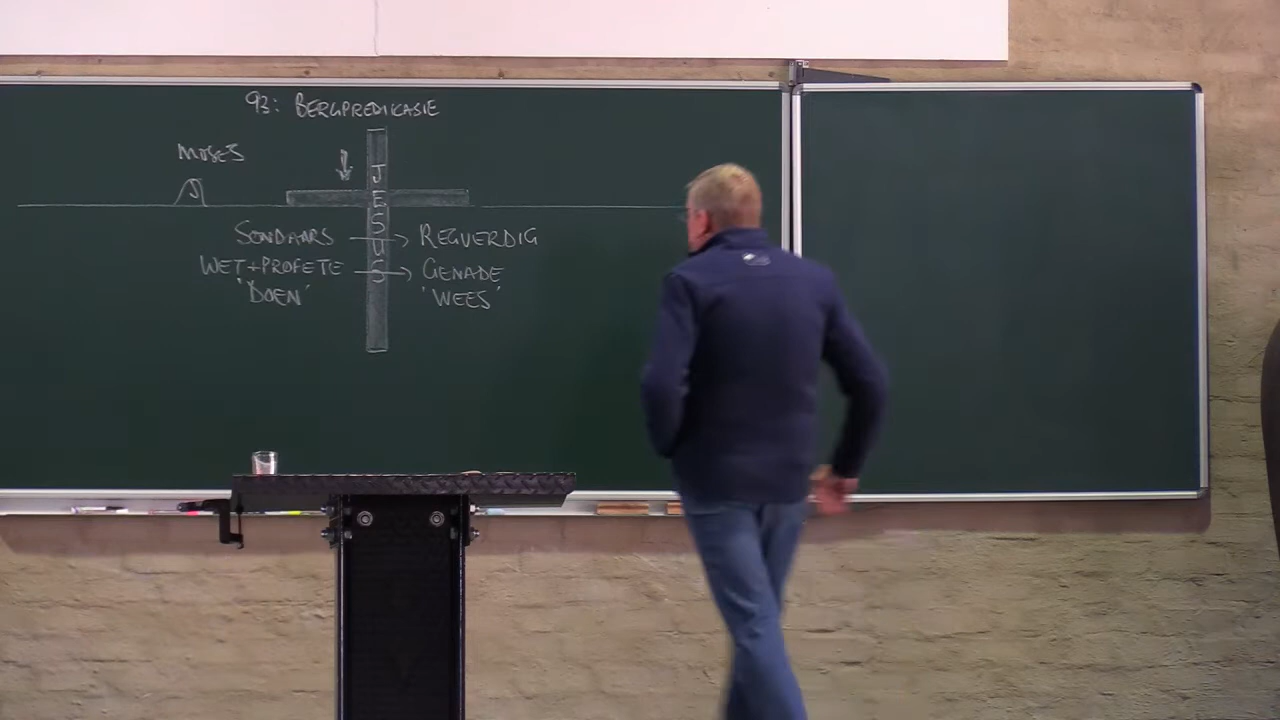 93: BERGPREDIKASIE
MOSES
JESUS
SONDAARS → REGVERDIG
WET+PROFETE → GENADE
'DOEN' 'WEES'